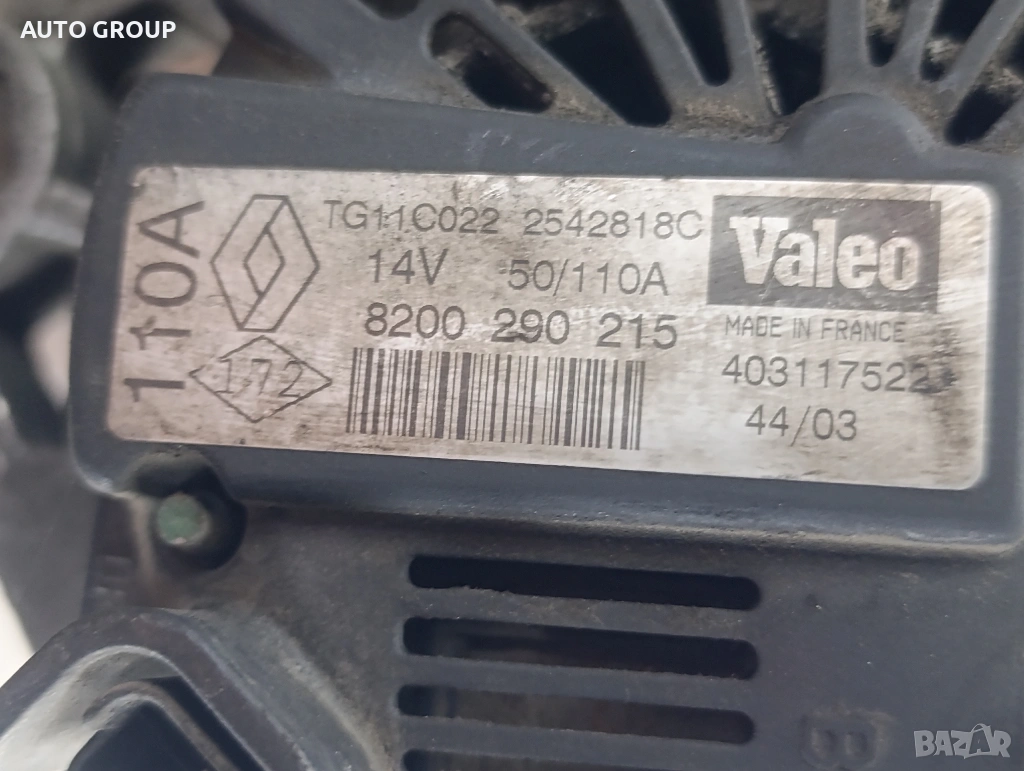 AUTO GROUP
110A
TG11C022 2542818C
14V 50/110A
8200 290 215
172
Valeo
MADE IN FRANCE
403117522
44/03
B
BAZAR